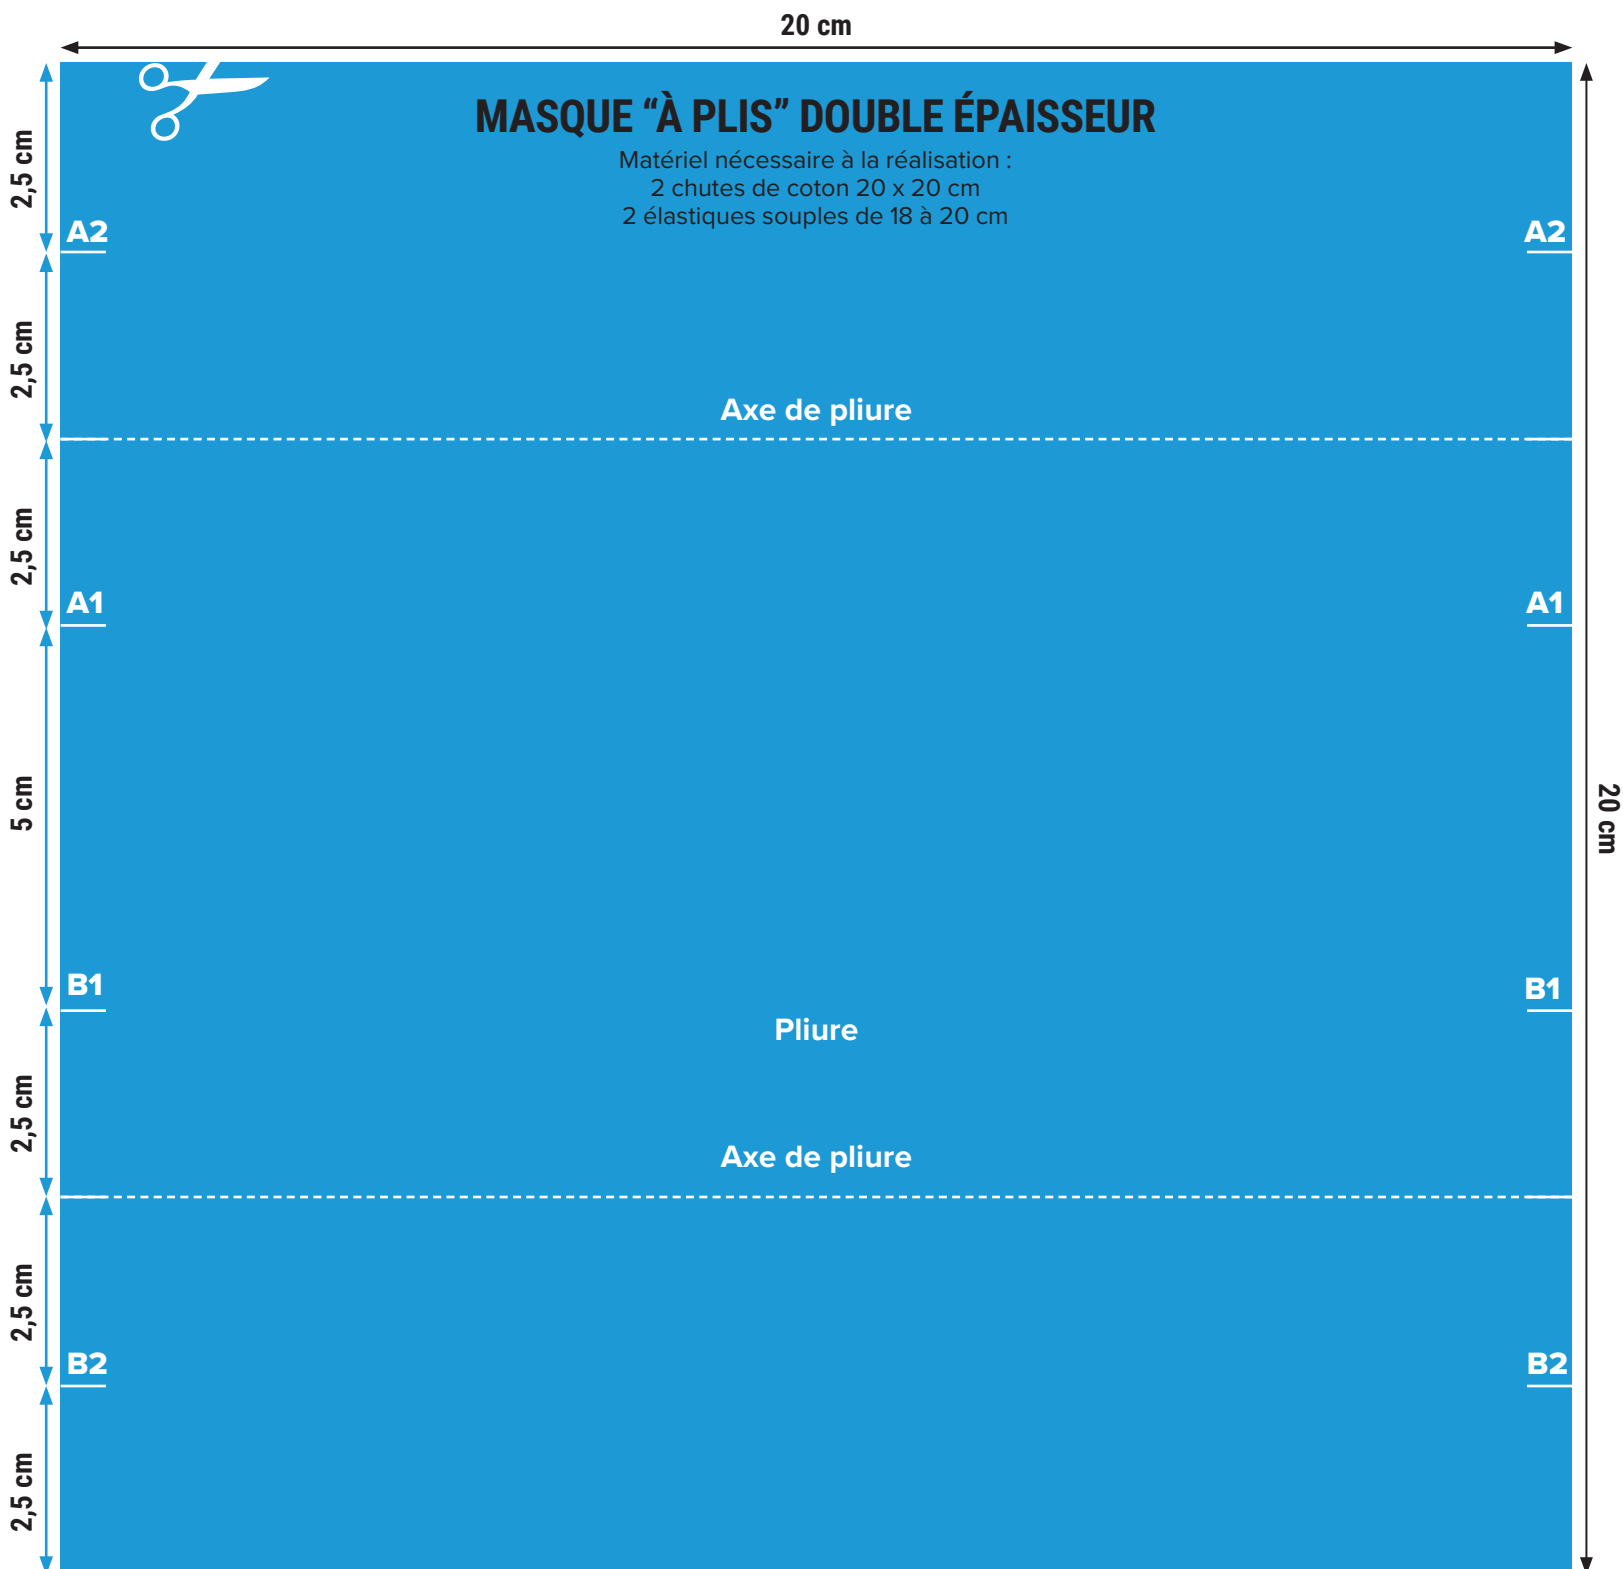 20 cm
MASQUE “À PLIS” DOUBLE ÉPAISSEUR
Matériel nécessaire à la réalisation :
2 chutes de coton 20 x 20 cm
2 élastiques souples de 18 à 20 cm
2,5 cm
A2
A2
2,5 cm
Axe de pliure
2,5 cm
A1
A1
5 cm
20 cm
B1
B1
Pliure
2,5 cm
Axe de pliure
2,5 cm
B2
B2
2,5 cm